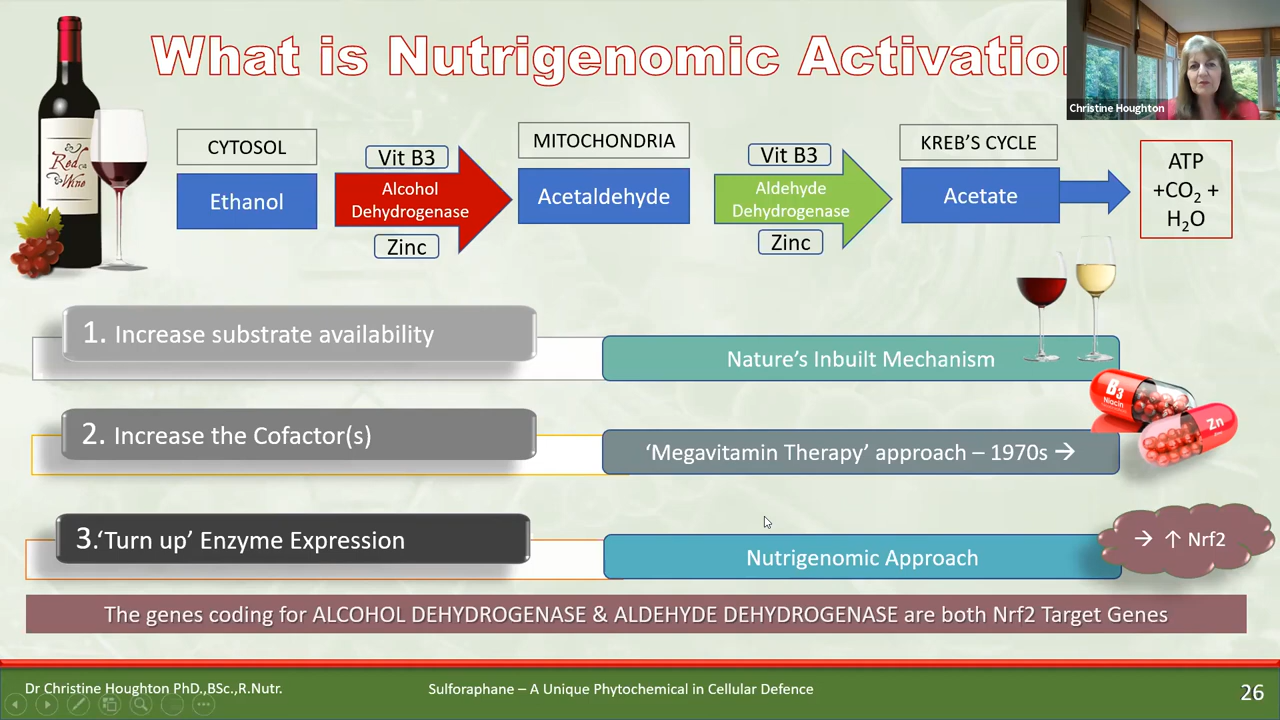 What is Nutrigenomic Activatio
Christine Houghton
CYTOSOL
Ethanol
Vit B3
Alcohol
Dehydrogenase
Zinc
MITOCHONDRIA
Acetaldehyde
Vit B3
Aldehyde
Dehydrogenase
Zinc
KREB'S CYCLE
Acetate
ATP
+CO₂ +
H₂O
Red
Wine
1. Increase substrate availability
Nature's Inbuilt Mechanism
2. Increase the Cofactor(s)
'Megavitamin Therapy' approach – 1970s →
B3
Niacin
Zn
3.'Turn up' Enzyme Expression
Nutrigenomic Approach
→ ↑ Nrf2
The genes coding for ALCOHOL DEHYDROGENASE & ALDEHYDE DEHYDROGENASE are both Nrf2 Target Genes
Dr Christine Houghton PhD.,BSc.,R.Nutr.
Sulforaphane – A Unique Phytochemical in Cellular Defence
26